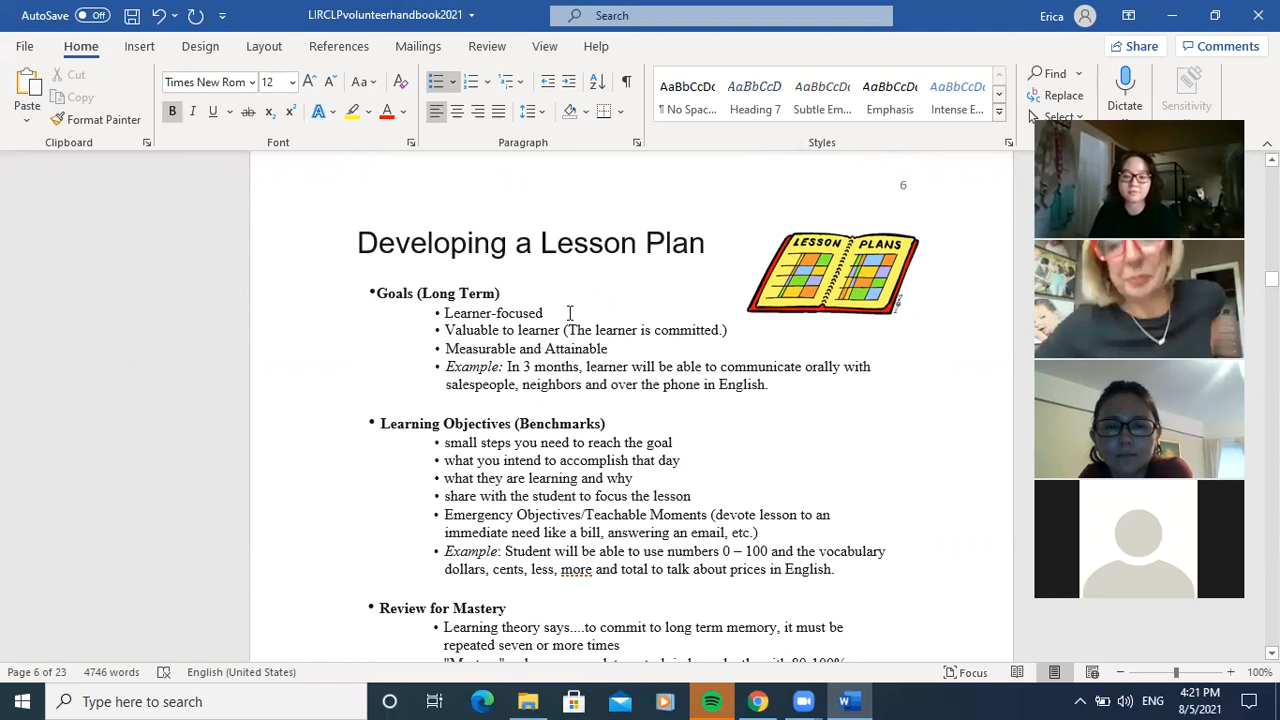 AutoSave Off LIRCLPvolunteerhandbook2021 Search Erica
File Home Insert Design Layout References Mailings Review View Help Share Comments
Paste Cut Copy Format Painter
Times New Rom 12 Aa
AaBbCcDc AaBbCcD AaBbCcDc AaBbCcDc AaBbCcDc
¶ No Spac... Heading 7 Subtle Em... Emphasis Intense E...
Find Replace Select Dictate Sensitivity
Clipboard Font Paragraph Styles
6
Developing a Lesson Plan
LESSON PLANS
•Goals (Long Term)
• Learner-focused
• Valuable to learner (The learner is committed.)
• Measurable and Attainable
• Example: In 3 months, learner will be able to communicate orally with
salespeople, neighbors and over the phone in English.
• Learning Objectives (Benchmarks)
• small steps you need to reach the goal
• what you intend to accomplish that day
• what they are learning and why
• share with the student to focus the lesson
• Emergency Objectives/Teachable Moments (devote lesson to an
immediate need like a bill, answering an email, etc.)
• Example: Student will be able to use numbers 0 – 100 and the vocabulary
dollars, cents, less, more and total to talk about prices in English.
• Review for Mastery
• Learning theory says....to commit to long term memory, it must be
repeated seven or more times
Page 6 of 23 4746 words English (United States) Focus 100%
Type here to search ENG 4:21 PM
8/5/2021